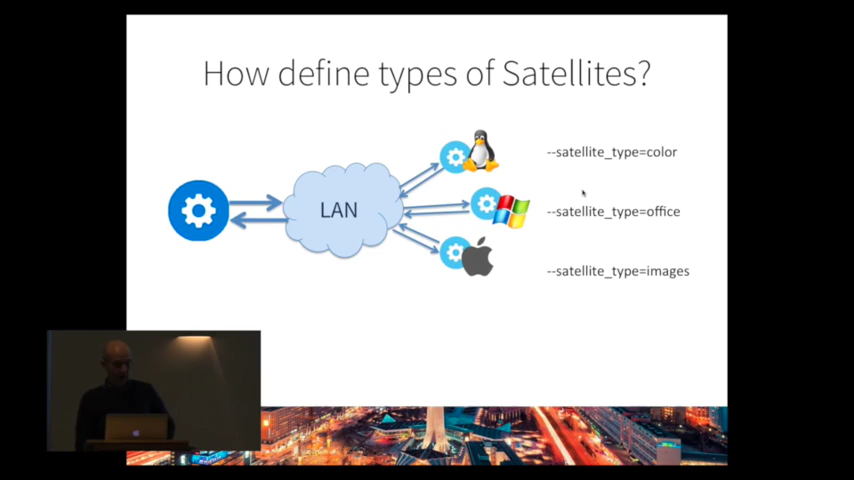 How define types of Satellites?
LAN
--satellite_type=color
--satellite_type=office
--satellite_type=images